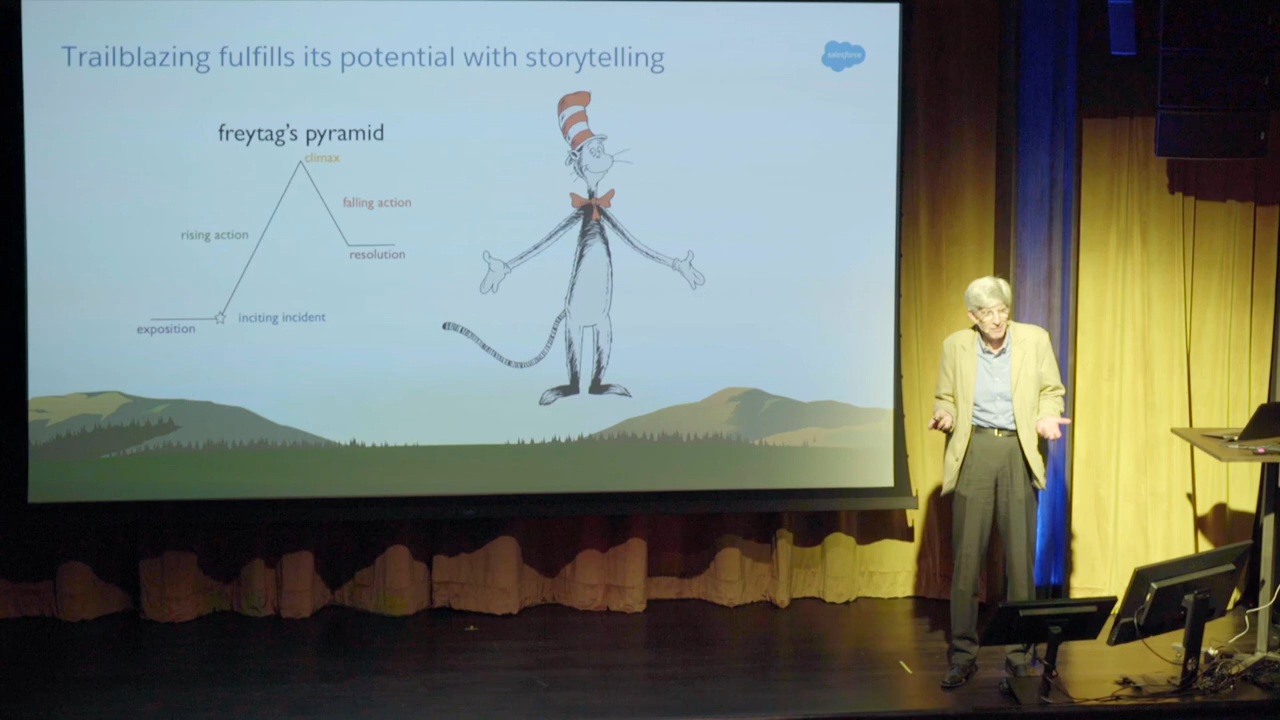 Trailblazing fulfills its potential with storytelling
salesforce
freytag's pyramid
climax
falling action
rising action
resolution
inciting incident
exposition